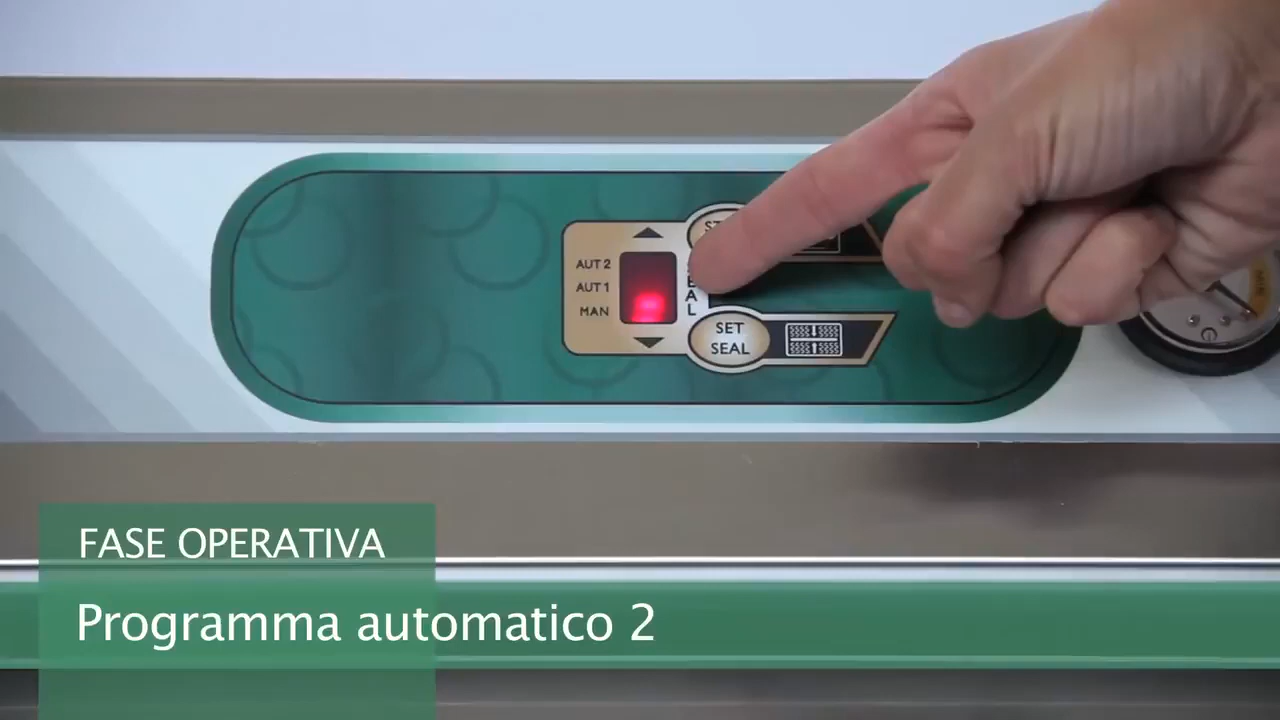 AUT 2
AUT 1
MAN
SET
SEAL
FASE OPERATIVA
Programma automatico 2